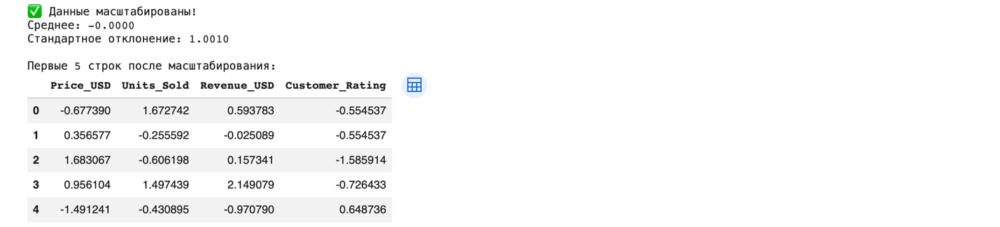 ✅ Данные масштабированы!
Среднее: -0.0000
Стандартное отклонение: 1.0010
Первые 5 строк после масштабирования:
Price_USD Units_Sold Revenue_USD Customer_Rating
0 -0.677390 1.672742 0.593783 -0.554537
1 0.356577 -0.255592 -0.025089 -0.554537
2 1.683067 -0.606198 0.157341 -1.585914
3 0.956104 1.497439 2.149079 -0.726433
4 -1.491241 -0.430895 -0.970790 0.648736